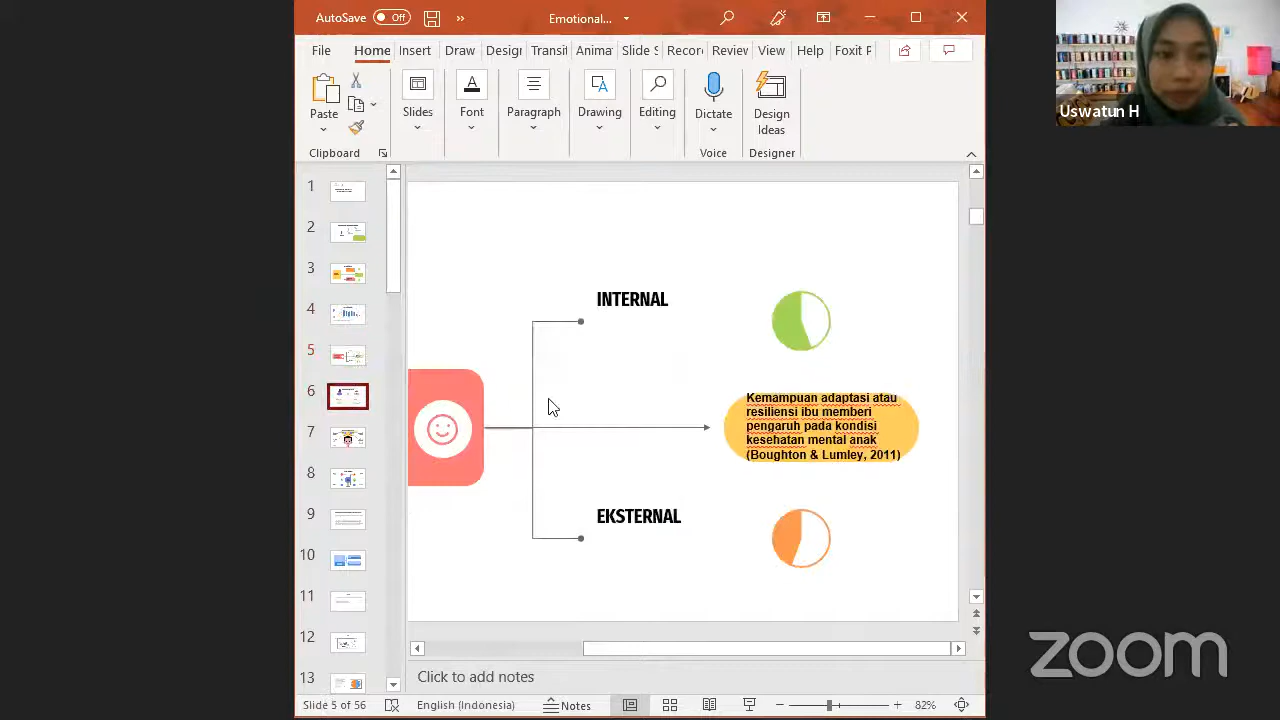 AutoSave Off » Emotional...
File Home Ins Draw Desig Transit Anima Slide S Recor Review View Help Foxit P
Paste Slides Font Paragraph Drawing Editing Dictate Design Ideas
Clipboard Voice Designer
1
2
3
4
5
6
7
8
9
10
11
12
13
INTERNAL
Kemampuan adaptasi atau
resiliensi ibu memberi
pengaruh pada kondisi
kesehatan mental anak
(Boughton & Lumley, 2011)
EKSTERNAL
Click to add notes
Slide 5 of 56 English (Indonesia) Notes 82%
Uswatun H
zoom